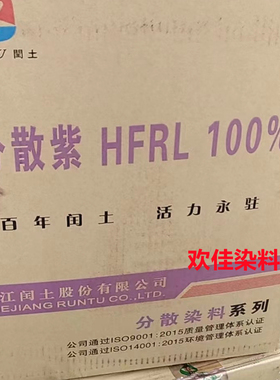 闰土
分散紫 HFRL 100%
百年闰土 活力永驻
欢佳染料
江闰土股份有限公司
EJIANG RUNTU CO.,LTD.
分散染料系列
公司通过ISO9001:2015质量管理体系认证
公司通过ISO14001:2015环境管理体系认证